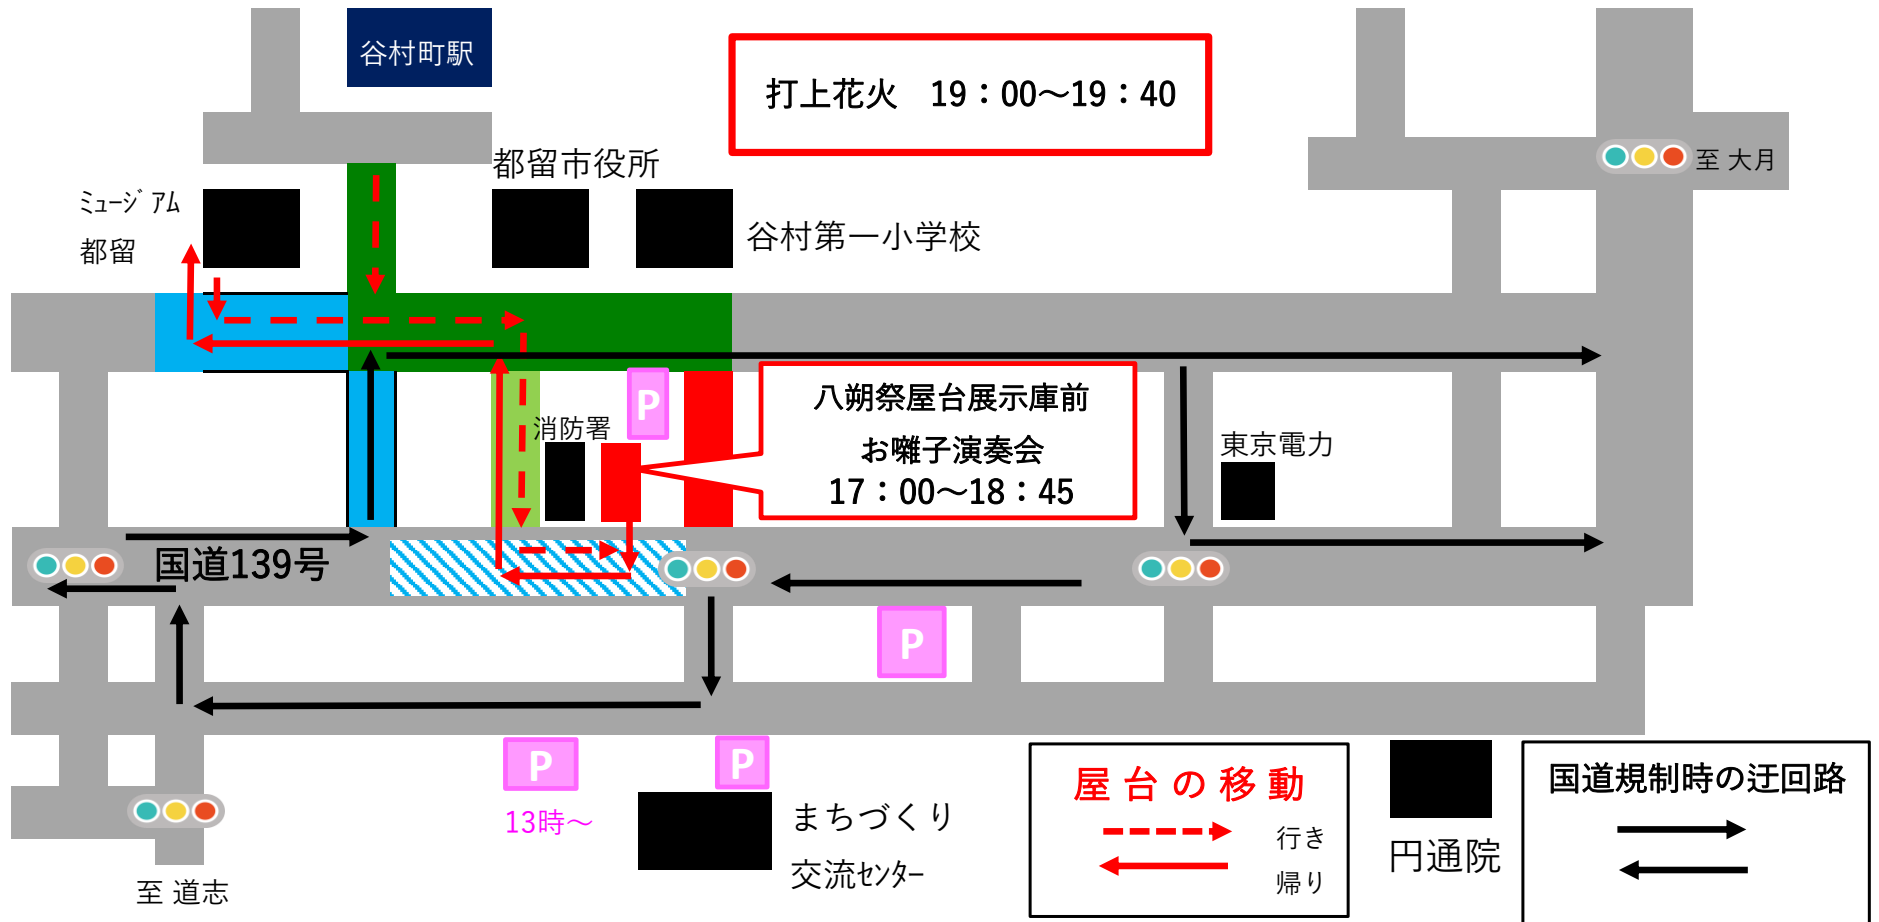 谷村町駅
打上花火　19：00～19：40
都留市役所
至 大月
ﾐｭｰｼﾞｱﾑ
都留
谷村第一小学校
八朔祭屋台展示庫前
お囃子演奏会
17：00～18：45
P
消防署
東京電力
国道139号
P
P
P
13時～
まちづくり
交流ｾﾝﾀｰ
屋台の移動
行き
帰り
円通院
国道規制時の迂回路
至 道志